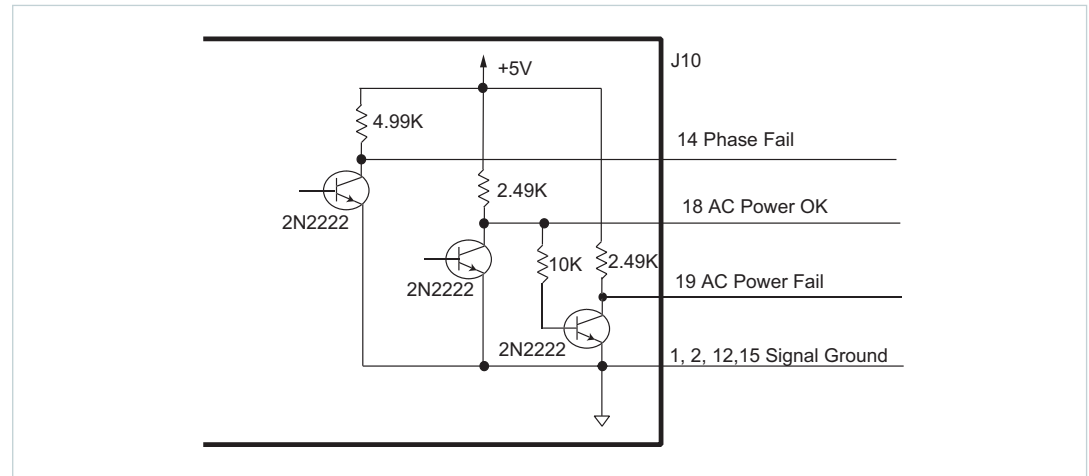 J10
+5V
4.99K
14 Phase Fail
2.49K
18 AC Power OK
2N2222
10K
2.49K
2N2222
19 AC Power Fail
2N2222
1, 2, 12,15 Signal Ground